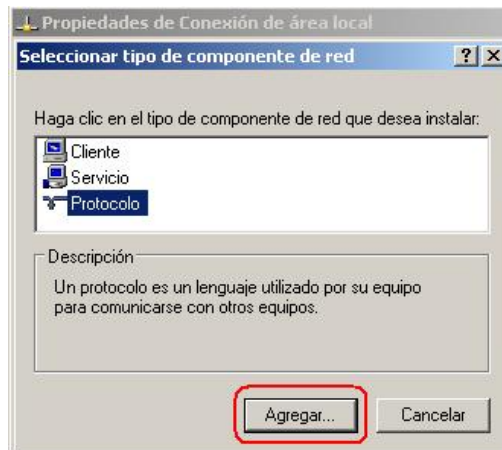 Propiedades de Conexión de área local
Seleccionar tipo de componente de red
Haga clic en el tipo de componente de red que desea instalar:
Cliente
Servicio
Protocolo
Descripción
Un protocolo es un lenguaje utilizado por su equipo
para comunicarse con otros equipos.
Agregar... Cancelar